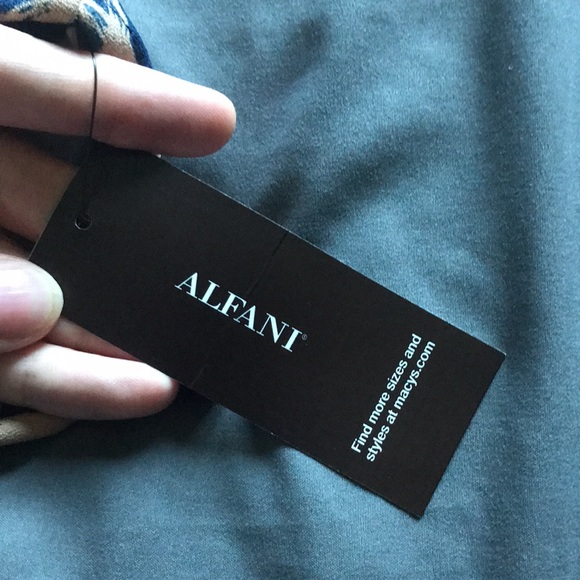 ALFANI®
Find more sizes and
styles at macys.com